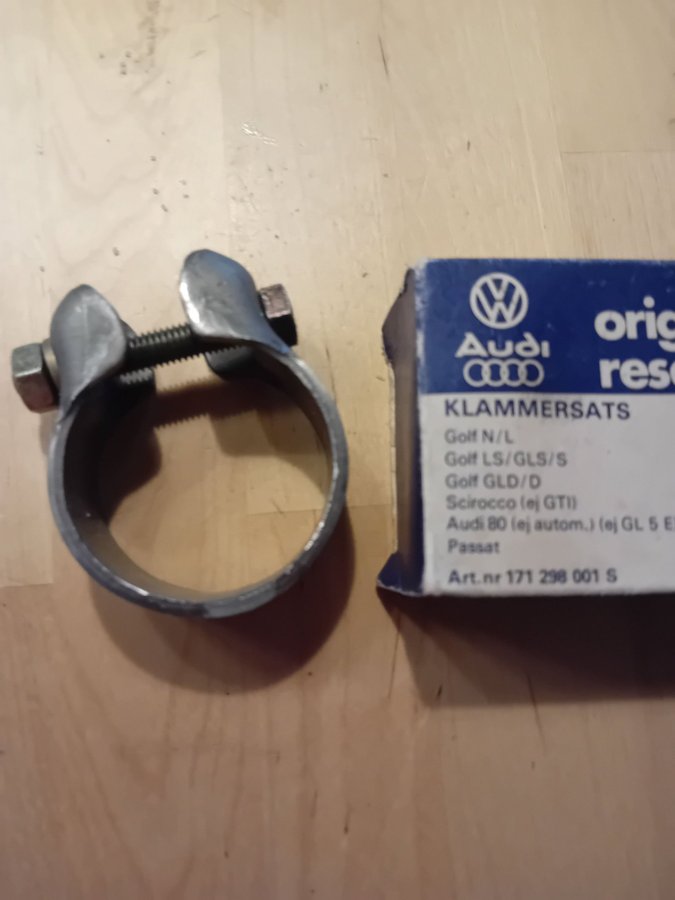 VW
Audi
orig
rese
KLAMMERSATS
Golf N/L
Golf LS/GLS/S
Golf GLD/D
Scirocco (ej GTI)
Audi 80 (ej autom.) (ej GL 5 E
Passat
Art. nr 171 298 001 S